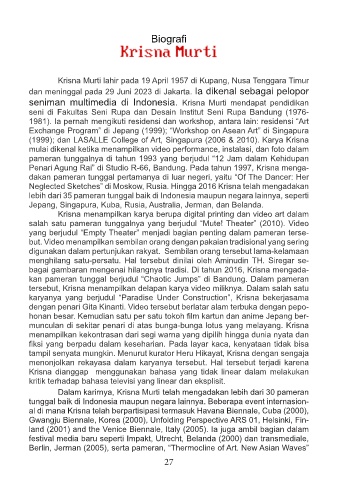 Biografi
Krisna Murti
Krisna Murti lahir pada 19 April 1957 di Kupang, Nusa Tenggara Timur
dan meninggal pada 29 Juni 2023 di Jakarta. Ia dikenal sebagai pelopor
seniman multimedia di Indonesia. Krisna Murti mendapat pendidikan
seni di Fakultas Seni Rupa dan Desain Institut Seni Rupa Bandung (1976-
1981). Ia pernah mengikuti residensi dan workshop, antara lain: residensi "Art
Exchange Program" di Jepang (1999); "Workshop on Asean Art" di Singapura
(1999); dan LASALLE College of Art, Singapura (2006 & 2010). Karya Krisna
mulai dikenal ketika menampilkan video performance, instalasi, dan foto dalam
pameran tunggalnya di tahun 1993 yang berjudul "12 Jam dalam Kehidupan
Penari Agung Rai" di Studio R-66, Bandung. Pada tahun 1997, Krisna menga-
dakan pameran tunggal pertamanya di luar negeri, yaitu "Of The Dancer: Her
Neglected Sketches" di Moskow, Rusia. Hingga 2016 Krisna telah mengadakan
lebih dari 35 pameran tunggal baik di Indonesia maupun negara lainnya, seperti
Jepang, Singapura, Kuba, Rusia, Australia, Jerman, dan Belanda.
Krisna menampilkan karya berupa digital printing dan video art dalam
salah satu pameran tunggalnya yang berjudul "Mute! Theater" (2010). Video
yang berjudul "Empty Theater" menjadi bagian penting dalam pameran terse-
but. Video menampilkan sembilan orang dengan pakaian tradisional yang sering
digunakan dalam pertunjukan rakyat. Sembilan orang tersebut lama-kelamaan
menghilang satu-persatu. Hal tersebut dinilai oleh Aminudin TH. Siregar se-
bagai gambaran mengenai hilangnya tradisi. Di tahun 2016, Krisna mengada-
kan pameran tunggal berjudul "Chaotic Jumps" di Bandung. Dalam pameran
tersebut, Krisna menampilkan delapan karya video miliknya. Dalam salah satu
karyanya yang berjudul "Paradise Under Construction", Krisna bekerjasama
dengan penari Gita Kinanti. Video tersebut berlatar alam terbuka dengan pepo-
honan besar. Kemudian satu per satu tokoh film kartun dan anime Jepang ber-
munculan di sekitar penari di atas bunga-bunga lotus yang melayang. Krisna
menampilkan kekontrasan dari segi warna yang dipilih hingga dunia nyata dan
fiksi yang berpadu dalam keseharian. Pada layar kaca, kenyataan tidak bisa
tampil senyata mungkin. Menurut kurator Heru Hikayat, Krisna dengan sengaja
menonjolkan rekayasa dalam karyanya tersebut. Hal tersebut terjadi karena
Krisna dianggap menggunakan bahasa yang tidak linear dalam melakukan
kritik terhadap bahasa televisi yang linear dan eksplisit.
Dalam karirnya, Krisna Murti telah mengadakan lebih dari 30 pameran
tunggal baik di Indonesia maupun negara lainnya. Beberapa event internasion-
al di mana Krisna telah berpartisipasi termasuk Havana Biennale, Cuba (2000),
Gwangju Biennale, Korea (2000), Unfolding Perspective ARS 01, Helsinki, Fin-
land (2001) and the Venice Biennale, Italy (2005). Ia juga ambil bagian dalam
festival media baru seperti Impakt, Utrecht, Belanda (2000) dan transmediale,
Berlin, Jerman (2005), serta pameran, "Thermocline of Art. New Asian Waves"
27